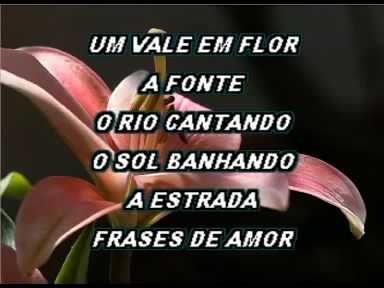 UM VALE EM FLOR
A FONTE
O RIO CANTANDO
O SOL BANHANDO
A ESTRADA
FRASES DE AMOR